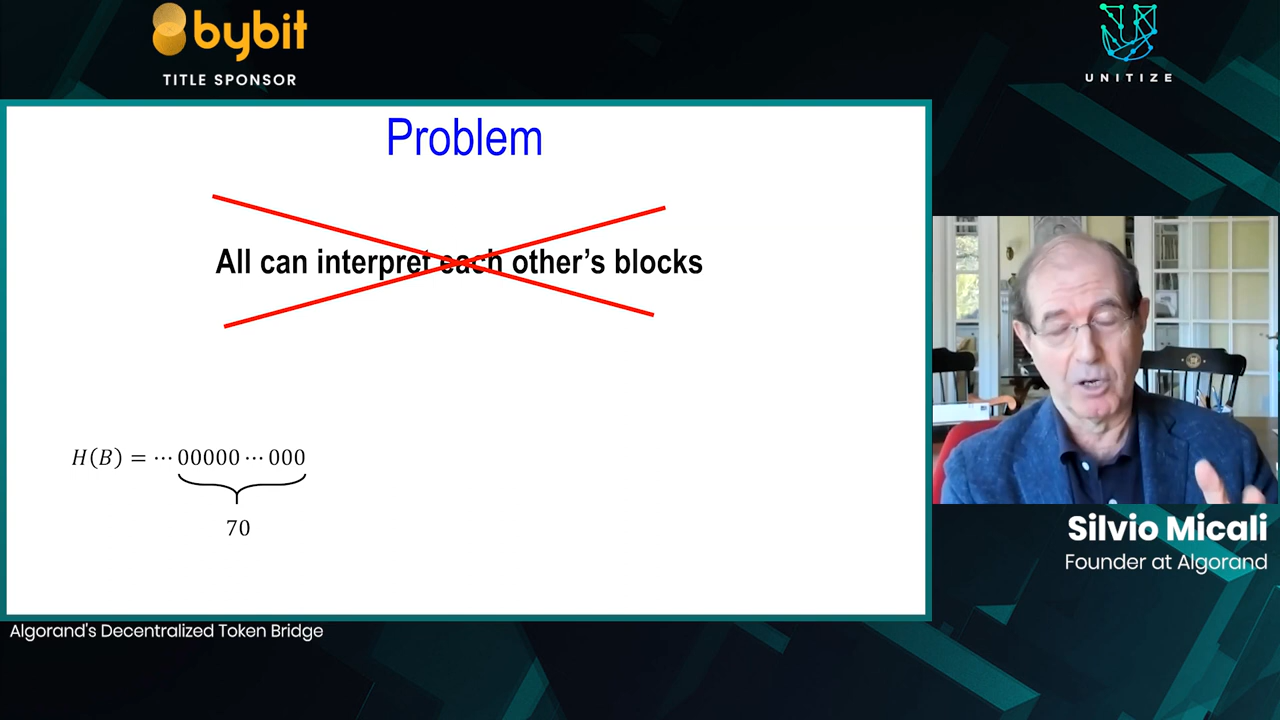 bybit
TITLE SPONSOR
UNITIZE
Problem
All can interpret each other’s blocks
H(B) = ⋯ 00000 ⋯ 000
70
Silvio Micali
Founder at Algorand
Algorand's Decentralized Token Bridge